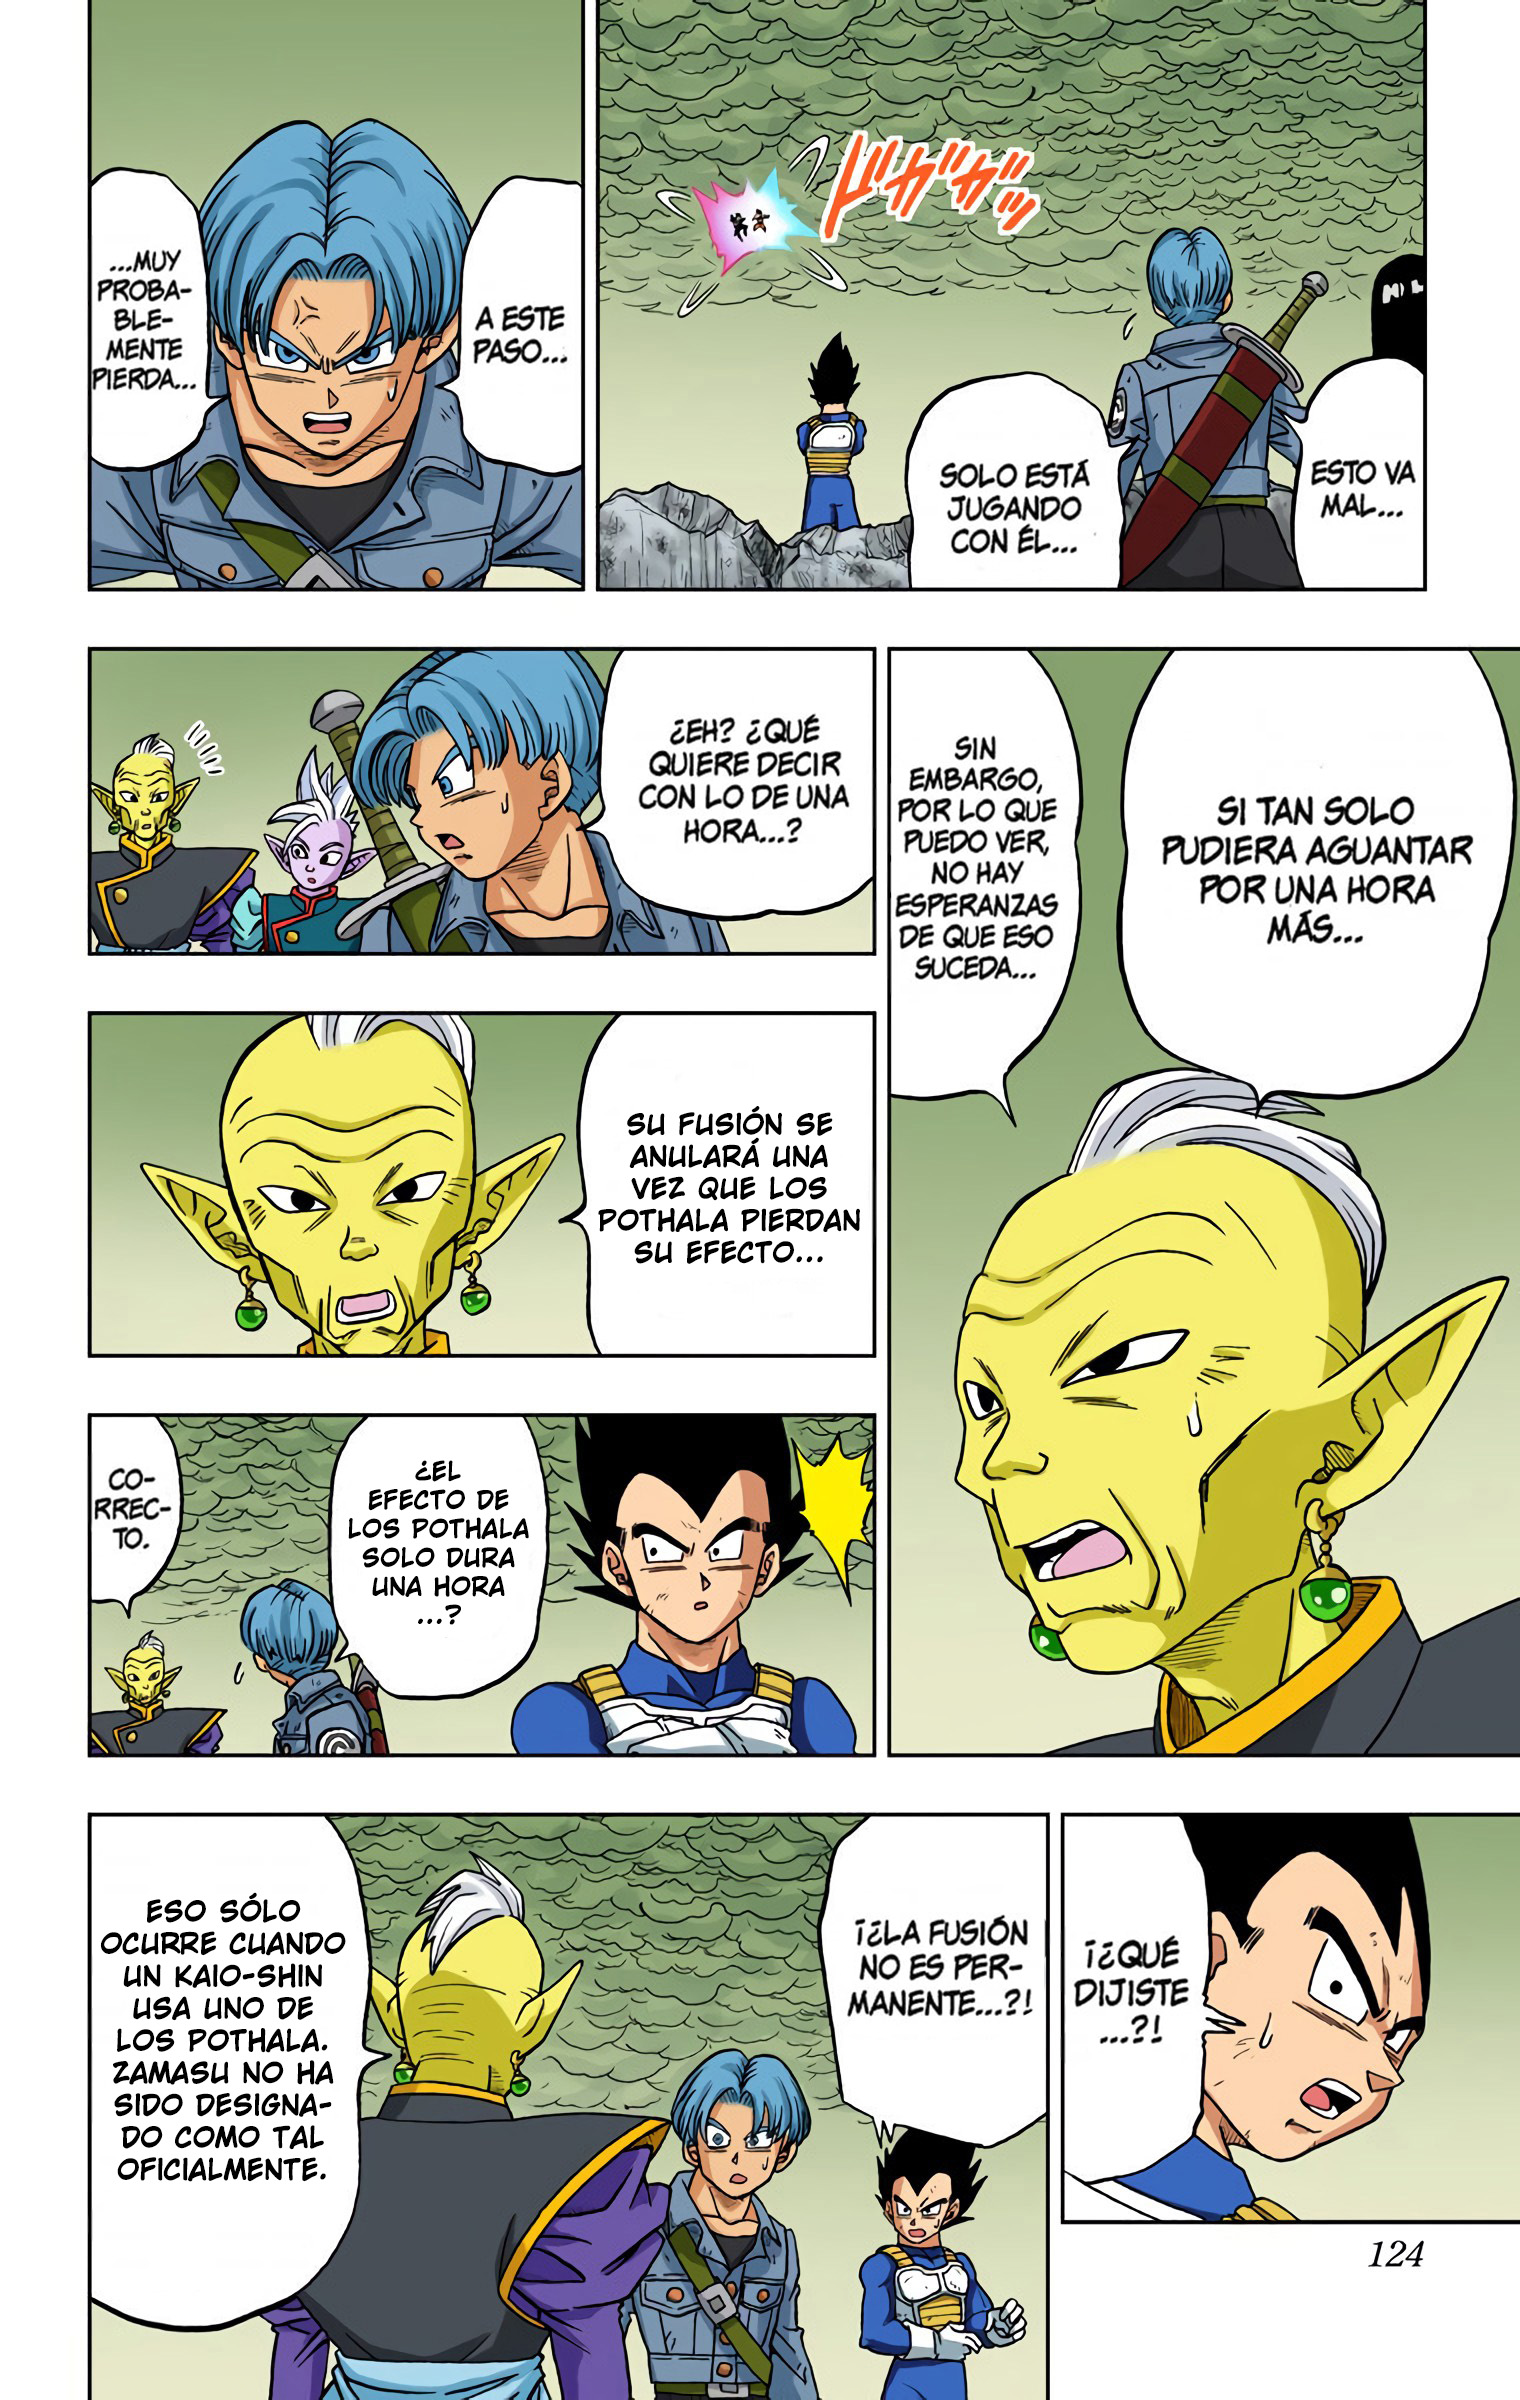 ドガガガッ
ESTO VA
MAL...
SOLO ESTÁ
JUGANDO
CON ÉL...
A ESTE
PASO...
...MUY
PROBA-
BLE-
MENTE
PIERDA...
SI TAN SOLO
PUDIERA AGUANTAR
POR UNA HORA
MÁS...
SIN
EMBARGO,
POR LO QUE
PUEDO VER,
NO HAY
ESPERANZAS
DE QUE ESO
SUCEDA...
¿EH? ¿QUÉ
QUIERE DECIR
CON LO DE UNA
HORA...?
SU FUSIÓN SE
ANULARÁ UNA
VEZ QUE LOS
POTHALA PIERDAN
SU EFECTO...
¿EL
EFECTO DE
LOS POTHALA
SOLO DURA
UNA HORA
...?
CO-
RREC-
TO.
¡¿QUÉ
DIJISTE
...?!
¡¿LA FUSIÓN
NO ES PER-
MANENTE...?!
ESO SÓLO
OCURRE CUANDO
UN KAIO-SHIN
USA UNO DE
LOS POTHALA.
ZAMASU NO HA
SIDO DESIGNA-
DO COMO TAL
OFICIALMENTE.
124